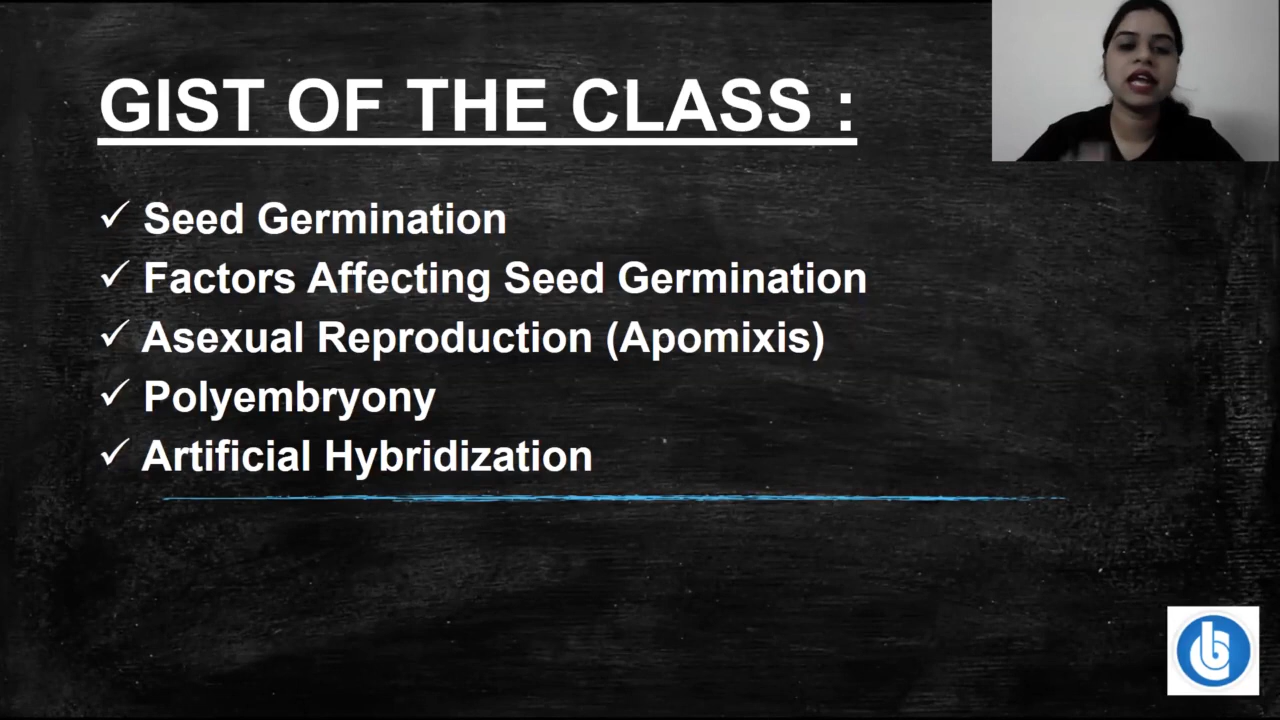 GIST OF THE CLASS :
✓ Seed Germination
✓ Factors Affecting Seed Germination
✓ Asexual Reproduction (Apomixis)
✓ Polyembryony
✓ Artificial Hybridization